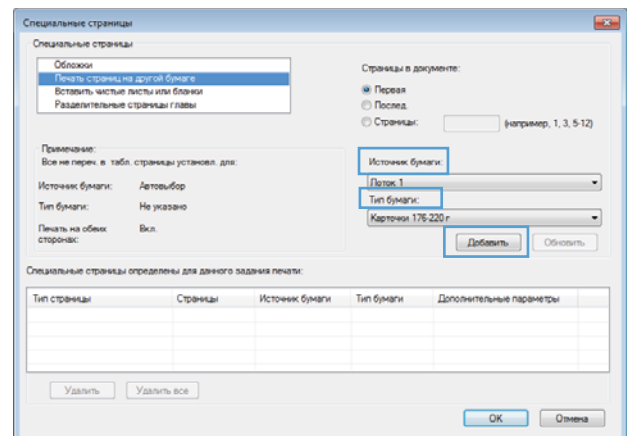 Специальные страницы
Специальные страницы
Обложки
Печать страниц на другой бумаге
Вставить чистые листы или бланки
Разделительные страницы главы
Страницы в документе:
Первая
Послед.
Страницы:
(например, 1, 3, 5-12)
Примечание:
Все не переч. в табл. страницы установл. для:
Источник бумаги: Автовыбор
Тип бумаги: Не указано
Печать на обеих сторонах: Вкл.
Источник бумаги:
Лоток 1
Тип бумаги:
Карточки 176-220 г
Добавить Обновить
Специальные страницы определены для данного задания печати:
Тип страницы Страницы Источник бумаги Тип бумаги Дополнительные параметры
Удалить Удалить все
OK Отмена